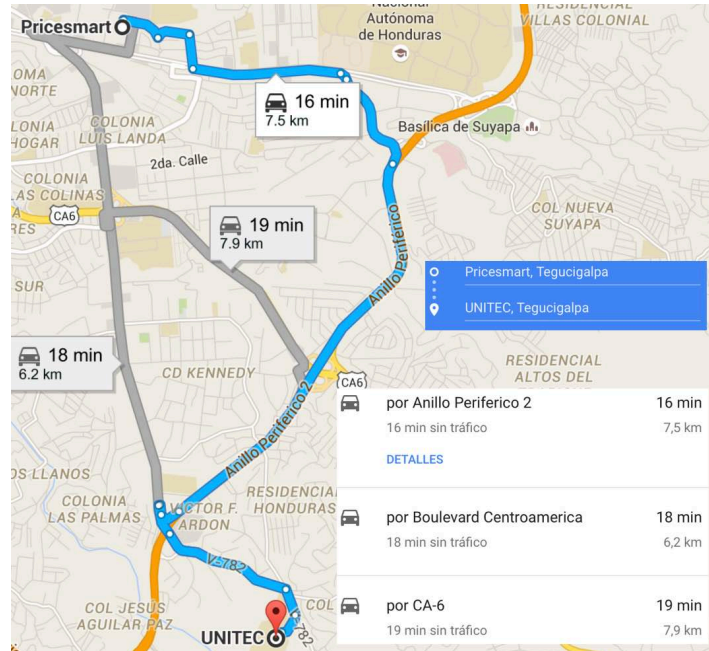 Nacional
Autónoma
de Honduras
RESIDENCIAL
VILLAS COLONIAL
Pricesmart
OMA
NORTE
16 min
7.5 km
LONIA
HOGAR
COLONIA
LUIS LANDA
Basílica de Suyapa
2da. Calle
COLONIA
AS COLINAS
CA6
A
RES
19 min
7.9 km
COL NUEVA
SUYAPA
Anillo Periférico
Pricesmart, Tegucigalpa
UNITEC, Tegucigalpa
SUR
18 min
6.2 km
CD KENNEDY
RESIDENCIAL
ALTOS DEL
CA6
por Anillo Periferico 2 16 min
16 min sin tráfico 7,5 km
DETALLES
Anillo Periferico 2
OS LLANOS
COLONIA
LAS PALMAS
VICTOR F.
ARDON
RESIDENCIA
HONDURAS
por Boulevard Centroamerica 18 min
18 min sin tráfico 6,2 km
V-782
COL JESÚS
AGUILAR PAZ
COL
V-782
UNITEC
por CA-6 19 min
19 min sin tráfico 7,9 km